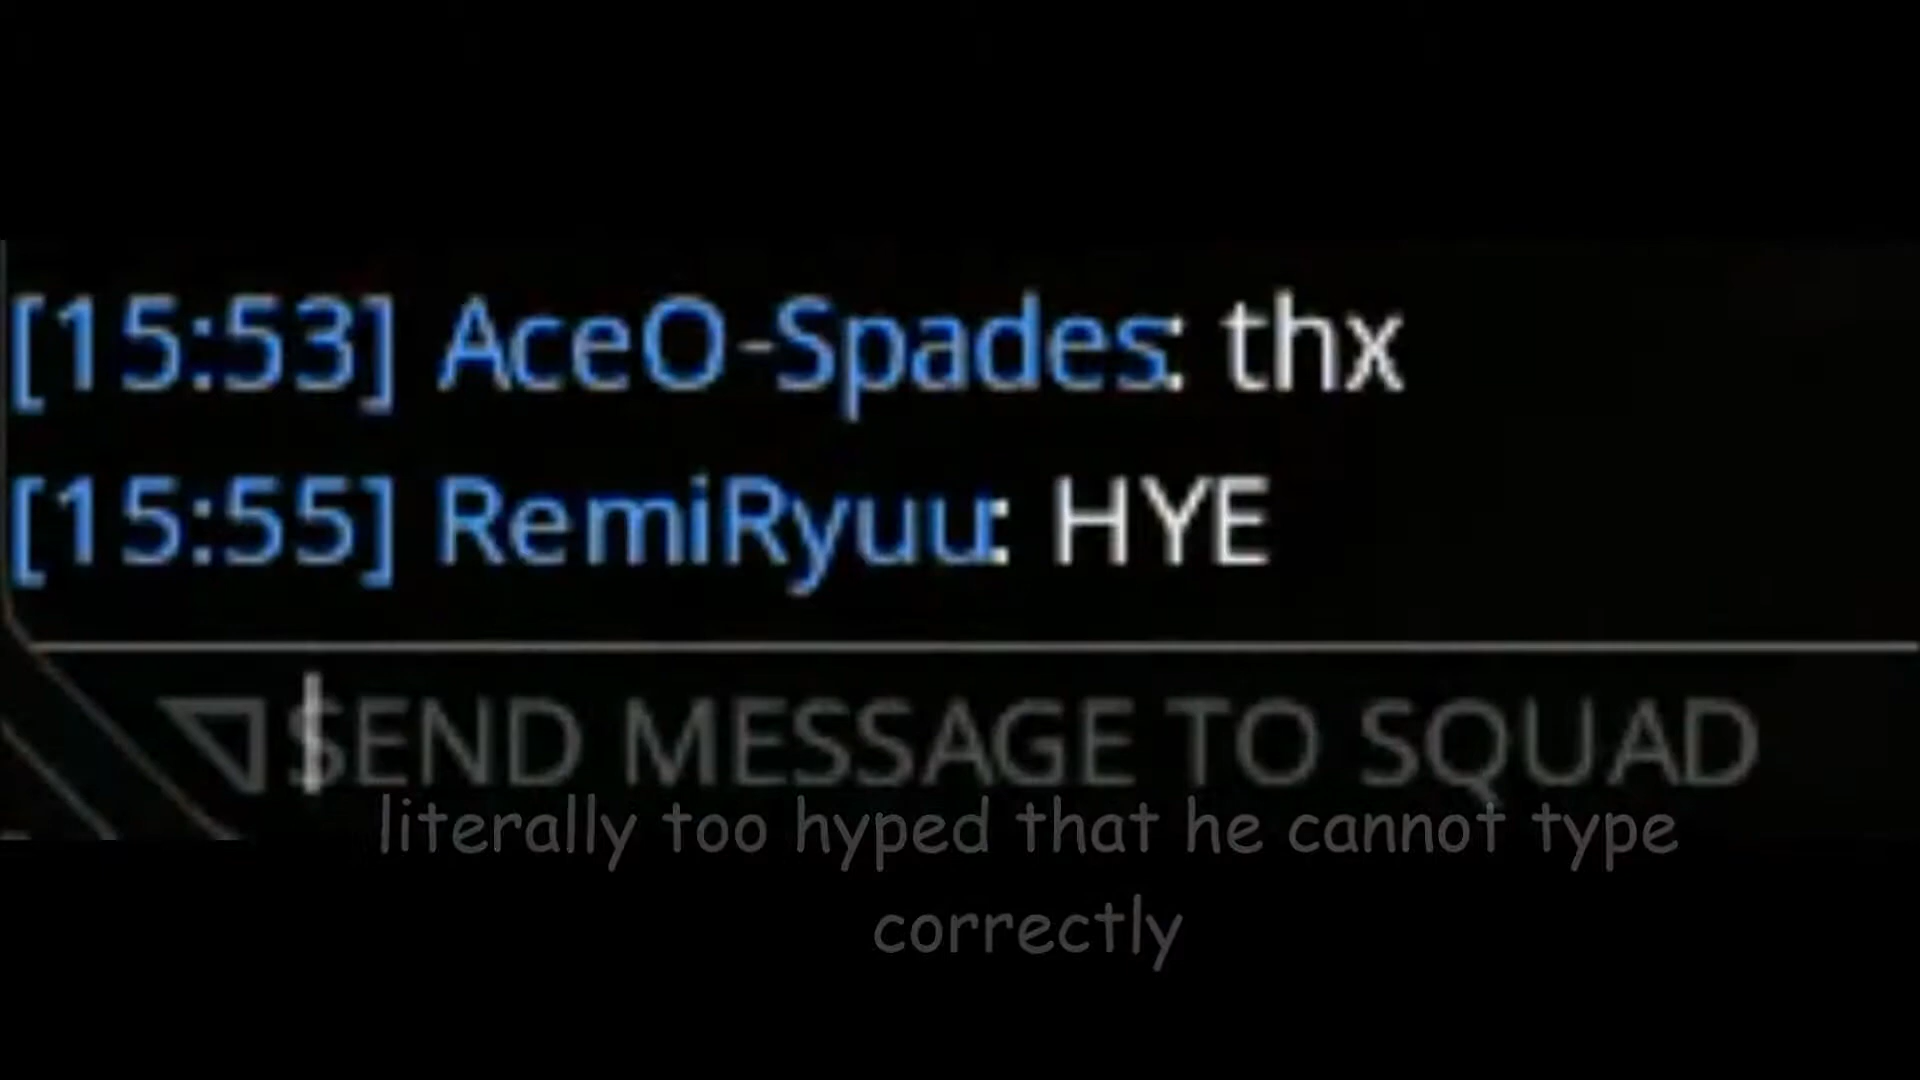 [15:53] AceO-Spades: thx
[15:55] RemiRyuu: HYE
SEND MESSAGE TO SQUAD
literally too hyped that he cannot type
correctly